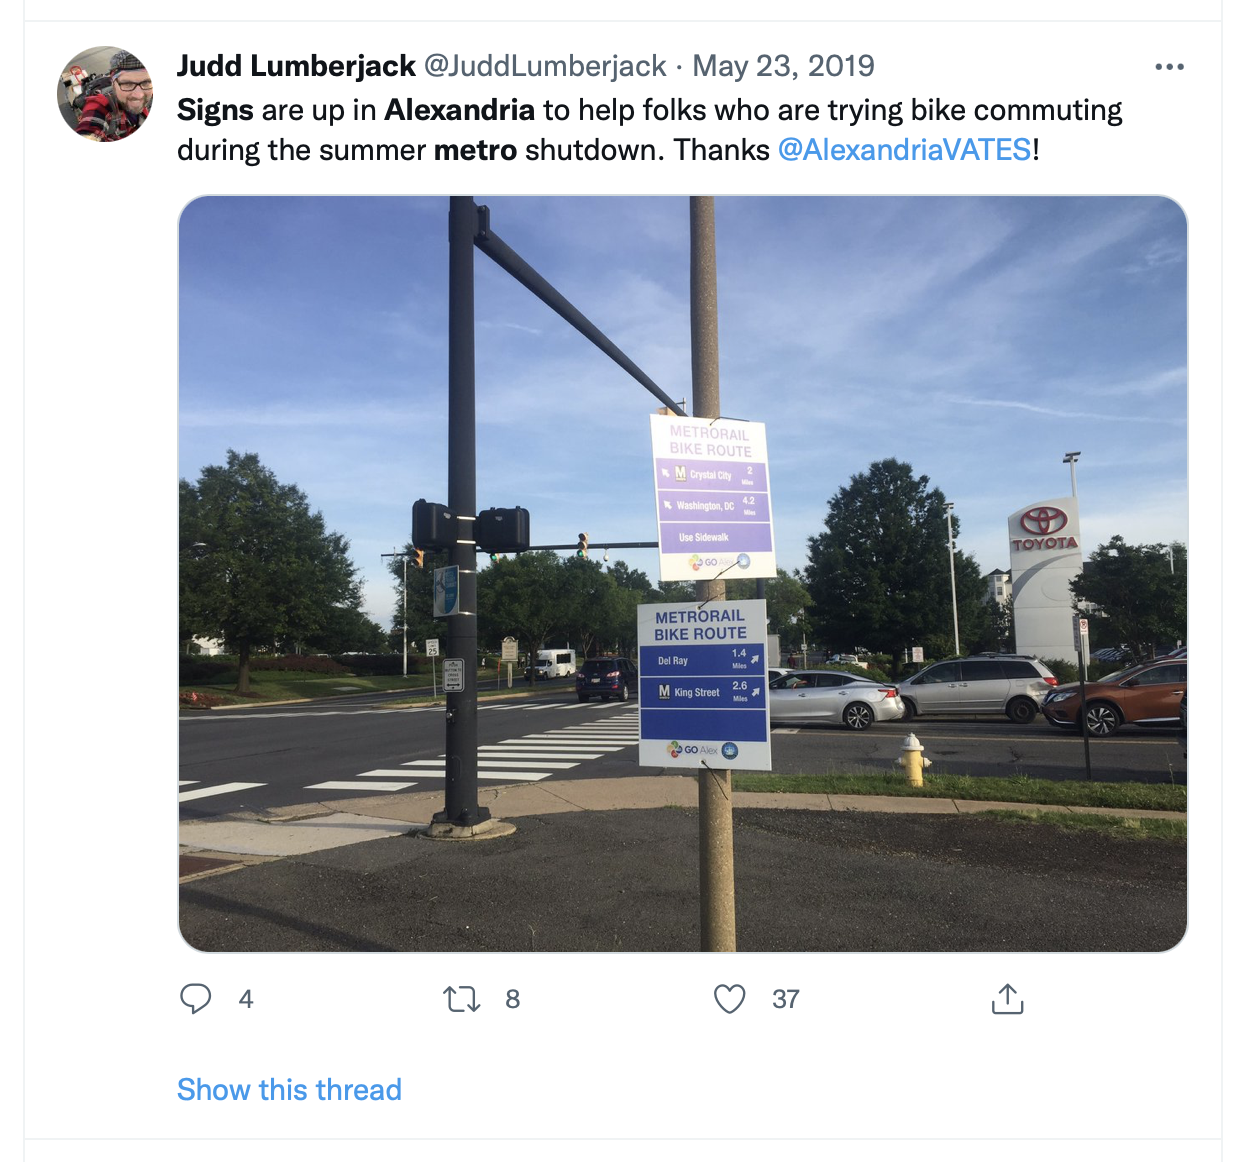 Judd Lumberjack @JuddLumberjack · May 23, 2019
Signs are up in Alexandria to help folks who are trying bike commuting
during the summer metro shutdown. Thanks @AlexandriaVATES!
METRORAIL
BIKE ROUTE
M Crystal City 2
Miles
Washington, DC 4.2
Miles
Use Sidewalk
GO Alex
METRORAIL
BIKE ROUTE
Del Ray 1.4
Miles
M King Street 2.6
Miles
GO Alex
25
TOYOTA
4
8
37
Show this thread